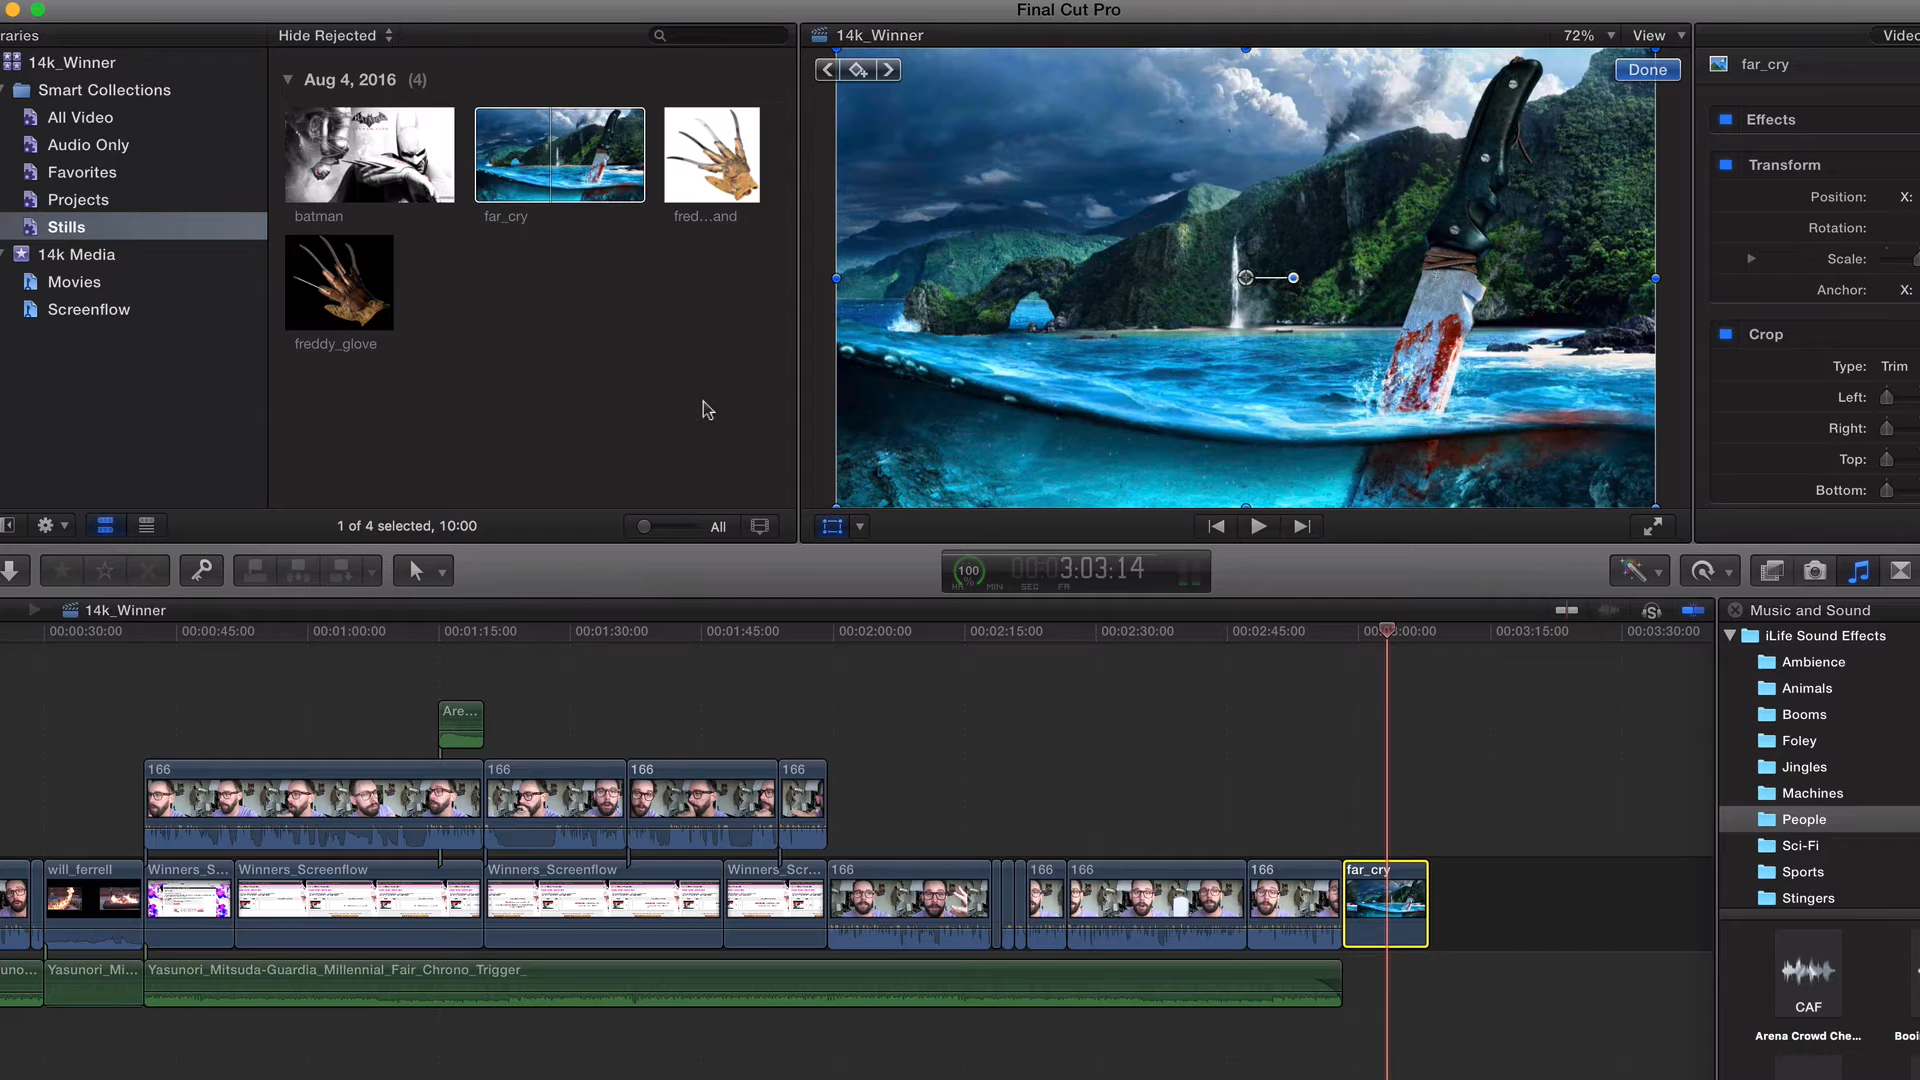 Final Cut Pro
raries
Hide Rejected
14k_Winner
72%
View
Video
14k_Winner
Smart Collections
All Video
Audio Only
Favorites
Projects
Stills
14k Media
Movies
Screenflow
Aug 4, 2016 (4)
batman
far_cry
fred...and
freddy_glove
Done
far_cry
Effects
Transform
Position: X:
Rotation:
Scale:
Anchor: X:
Crop
Type: Trim
Left:
Right:
Top:
Bottom:
1 of 4 selected, 10:00
All
100
%
3:03:14
HR MIN SEC FR
14k_Winner
00:00:30:00
00:00:45:00
00:01:00:00
00:01:15:00
00:01:30:00
00:01:45:00
00:02:00:00
00:02:15:00
00:02:30:00
00:02:45:00
00:03:15:00
00:03:30:00
Are...
166
166
166
166
will_ferrell
Winners_S...
Winners_Screenflow
Winners_Screenflow
Winners_Scr...
166
166
166
166
far_cry
uno...
Yasunori_Mi...
Yasunori_Mitsuda-Guardia_Millennial_Fair_Chrono_Trigger_
Music and Sound
iLife Sound Effects
Ambience
Animals
Booms
Foley
Jingles
Machines
People
Sci-Fi
Sports
Stingers
CAF
Arena Crowd Che...
Booi